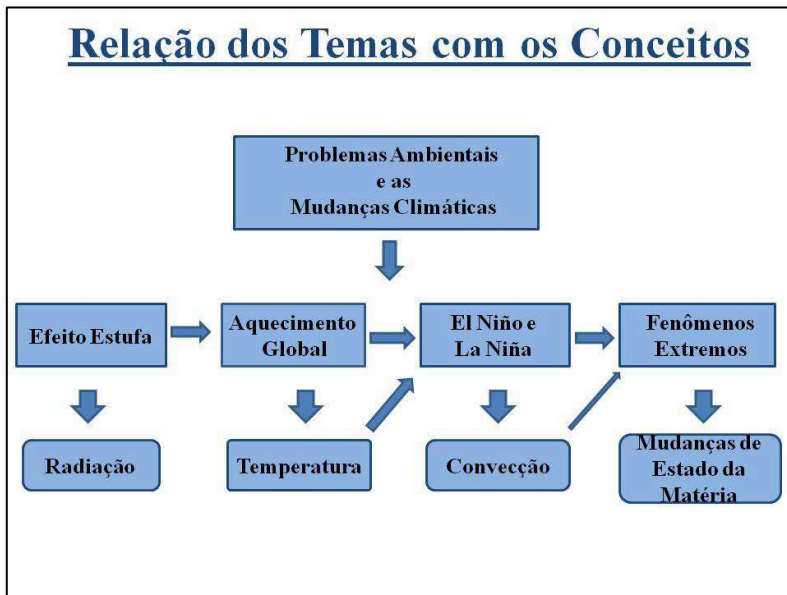 Relação dos Temas com os Conceitos
Problemas Ambientais
e as
Mudanças Climáticas
Efeito Estufa
Aquecimento
Global
El Niño e
La Niña
Fenômenos
Extremos
Radiação
Temperatura
Convecção
Mudanças de
Estado da
Matéria